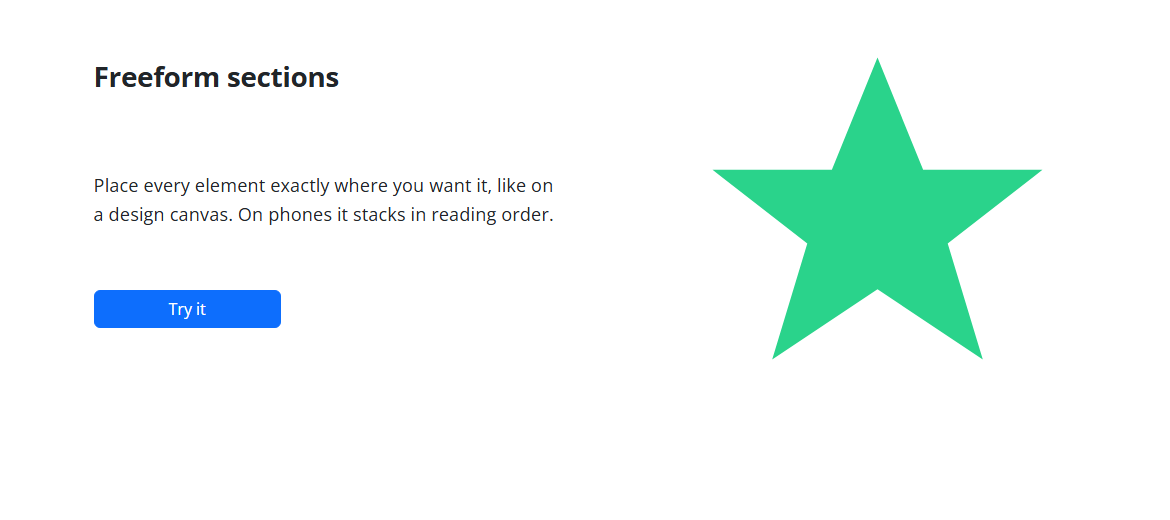 Freeform sections
Place every element exactly where you want it, like on
a design canvas. On phones it stacks in reading order.
Try it